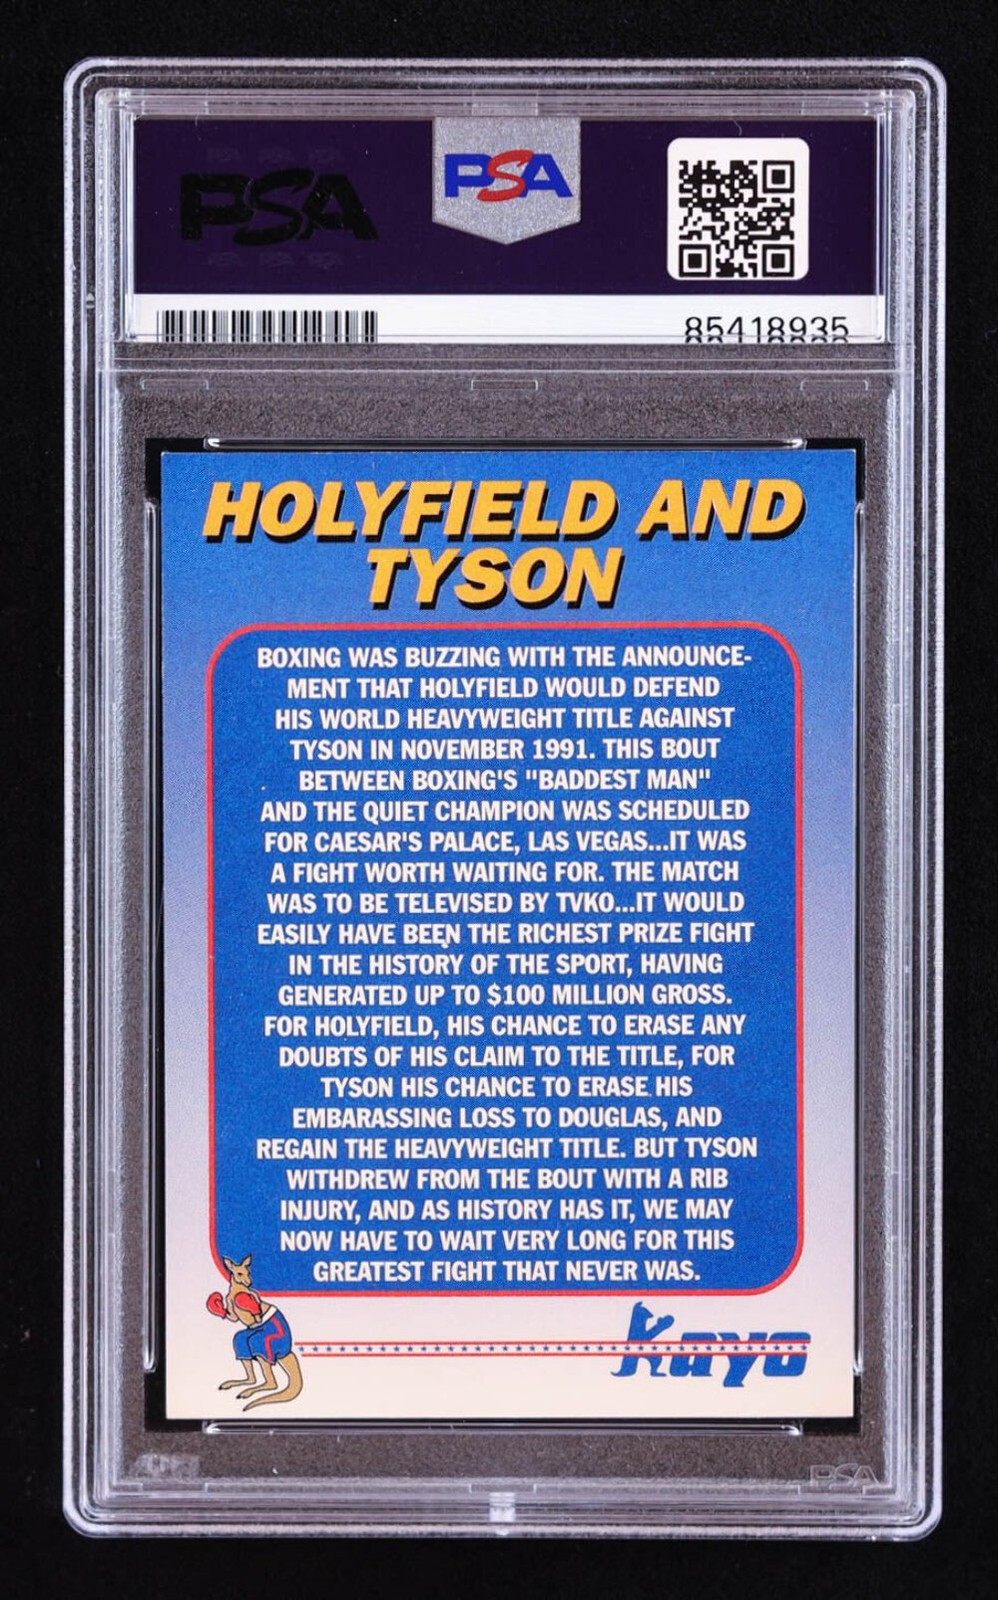 PSA
PSA
85418935
HOLYFIELD AND
TYSON
BOXING WAS BUZZING WITH THE ANNOUNCE-
MENT THAT HOLYFIELD WOULD DEFEND
HIS WORLD HEAVYWEIGHT TITLE AGAINST
TYSON IN NOVEMBER 1991. THIS BOUT
BETWEEN BOXING'S "BADDEST MAN"
AND THE QUIET CHAMPION WAS SCHEDULED
FOR CAESAR'S PALACE, LAS VEGAS...IT WAS
A FIGHT WORTH WAITING FOR. THE MATCH
WAS TO BE TELEVISED BY TVKO...IT WOULD
EASILY HAVE BEEN THE RICHEST PRIZE FIGHT
IN THE HISTORY OF THE SPORT, HAVING
GENERATED UP TO $100 MILLION GROSS.
FOR HOLYFIELD, HIS CHANCE TO ERASE ANY
DOUBTS OF HIS CLAIM TO THE TITLE, FOR
TYSON HIS CHANCE TO ERASE HIS
EMBARASSING LOSS TO DOUGLAS, AND
REGAIN THE HEAVYWEIGHT TITLE. BUT TYSON
WITHDREW FROM THE BOUT WITH A RIB
INJURY, AND AS HISTORY HAS IT, WE MAY
NOW HAVE TO WAIT VERY LONG FOR THIS
GREATEST FIGHT THAT NEVER WAS.
Kayo
PSA